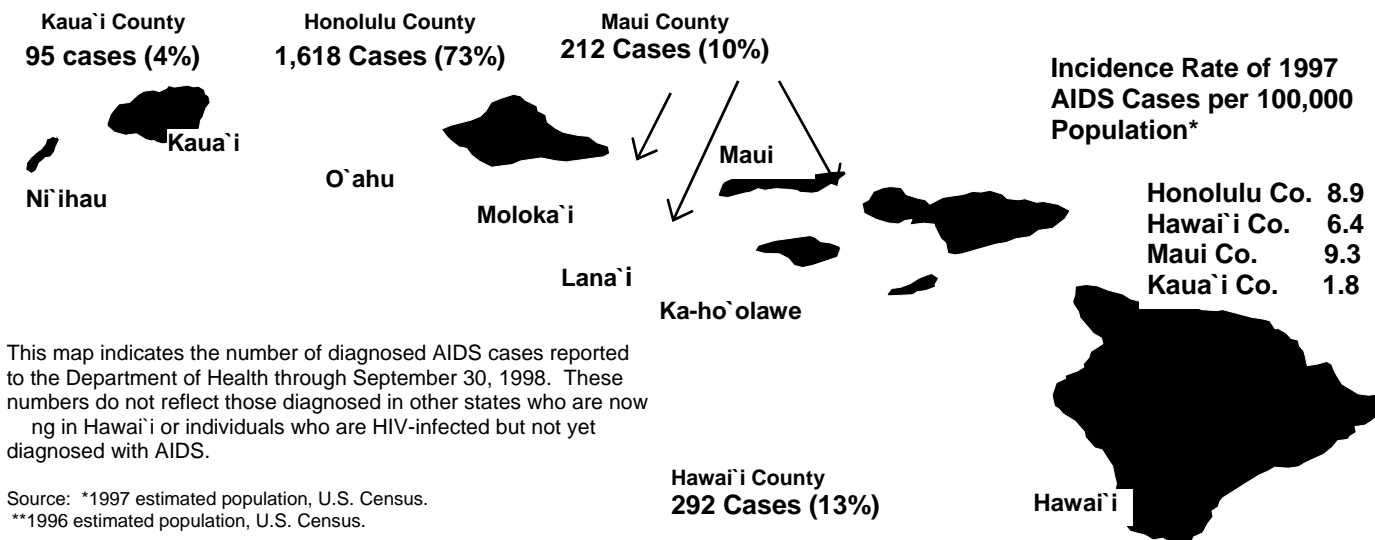 Kaua`i County
95 cases (4%)
Honolulu County
1,618 Cases (73%)
Maui County
212 Cases (10%)
Incidence Rate of 1997
AIDS Cases per 100,000
Population*
Kaua`i
Ni`ihau
O`ahu
Maui
Moloka`i
Lana`i
Ka-ho`olawe
Honolulu Co. 8.9
Hawai`i Co. 6.4
Maui Co. 9.3
Kaua`i Co. 1.8
This map indicates the number of diagnosed AIDS cases reported
to the Department of Health through September 30, 1998. These
numbers do not reflect those diagnosed in other states who are now
ng in Hawai`i or individuals who are HIV-infected but not yet
diagnosed with AIDS.
Hawai`i County
292 Cases (13%)
Hawai`i
Source: *1997 estimated population, U.S. Census.
**1996 estimated population, U.S. Census.